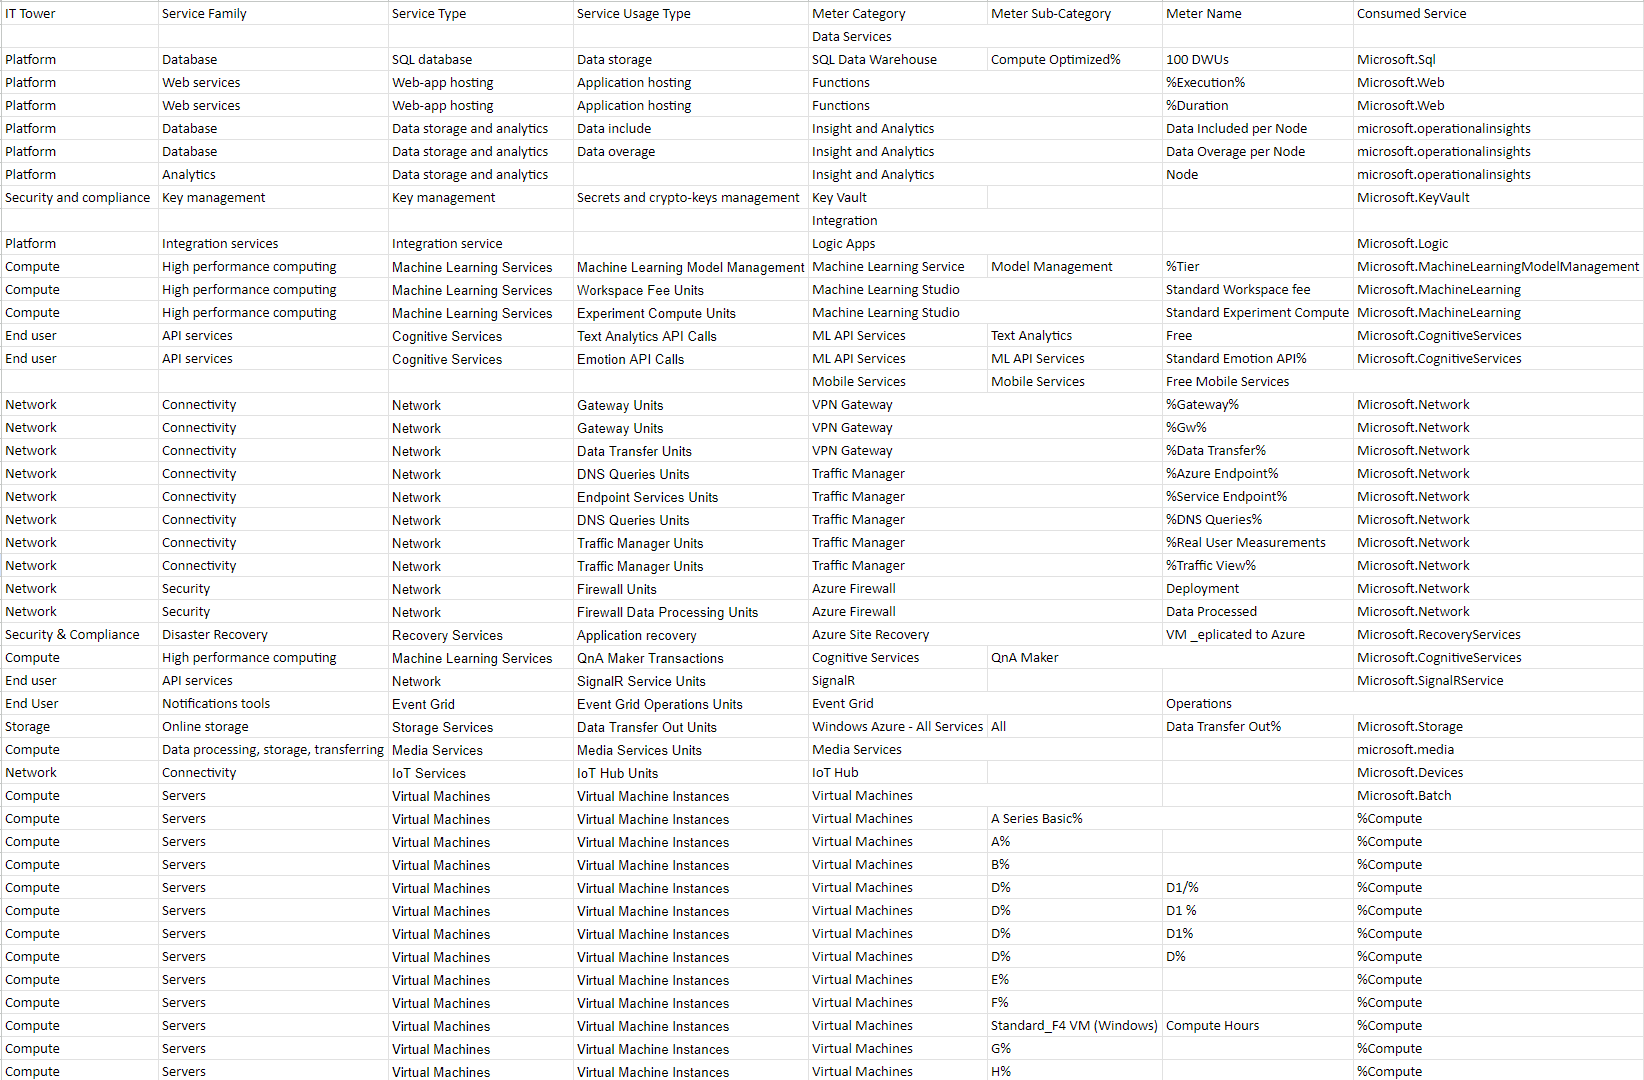 IT Tower Service Family Service Type Service Usage Type Meter Category Meter Sub-Category Meter Name Consumed Service
Data Services
Platform Database SQL database Data storage SQL Data Warehouse Compute Optimized% 100 DWUs Microsoft.Sql
Platform Web services Web-app hosting Application hosting Functions %Execution% Microsoft.Web
Platform Web services Web-app hosting Application hosting Functions %Duration Microsoft.Web
Platform Database Data storage and analytics Data include Insight and Analytics Data Included per Node microsoft.operationalinsights
Platform Database Data storage and analytics Data overage Insight and Analytics Data Overage per Node microsoft.operationalinsights
Platform Analytics Data storage and analytics Insight and Analytics Node microsoft.operationalinsights
Security and compliance Key management Key management Secrets and crypto-keys management Key Vault Microsoft.KeyVault
Integration
Platform Integration services Integration service Logic Apps Microsoft.Logic
Compute High performance computing Machine Learning Services Machine Learning Model Management Machine Learning Service Model Management %Tier Microsoft.MachineLearningModelManagement
Compute High performance computing Machine Learning Services Workspace Fee Units Machine Learning Studio Standard Workspace fee Microsoft.MachineLearning
Compute High performance computing Machine Learning Services Experiment Compute Units Machine Learning Studio Standard Experiment Compute Microsoft.MachineLearning
End user API services Cognitive Services Text Analytics API Calls ML API Services Text Analytics Free Microsoft.CognitiveServices
End user API services Cognitive Services Emotion API Calls ML API Services ML API Services Standard Emotion API% Microsoft.CognitiveServices
Mobile Services Mobile Services Free Mobile Services
Network Connectivity Network Gateway Units VPN Gateway %Gateway% Microsoft.Network
Network Connectivity Network Gateway Units VPN Gateway %Gw% Microsoft.Network
Network Connectivity Network Data Transfer Units VPN Gateway %Data Transfer% Microsoft.Network
Network Connectivity Network DNS Queries Units Traffic Manager %Azure Endpoint% Microsoft.Network
Network Connectivity Network Endpoint Services Units Traffic Manager %Service Endpoint% Microsoft.Network
Network Connectivity Network DNS Queries Units Traffic Manager %DNS Queries% Microsoft.Network
Network Connectivity Network Traffic Manager Units Traffic Manager %Real User Measurements Microsoft.Network
Network Connectivity Network Traffic Manager Units Traffic Manager %Traffic View% Microsoft.Network
Network Security Network Firewall Units Azure Firewall Deployment Microsoft.Network
Network Security Network Firewall Data Processing Units Azure Firewall Data Processed Microsoft.Network
Security & Compliance Disaster Recovery Recovery Services Application recovery Azure Site Recovery VM _eplicated to Azure Microsoft.RecoveryServices
Compute High performance computing Machine Learning Services QnA Maker Transactions Cognitive Services QnA Maker Microsoft.CognitiveServices
End user API services Network SignalR Service Units SignalR Microsoft.SignalRService
End User Notifications tools Event Grid Event Grid Operations Units Event Grid Operations
Storage Online storage Storage Services Data Transfer Out Units Windows Azure - All Services All Data Transfer Out% Microsoft.Storage
Compute Data processing, storage, transferring Media Services Media Services Units Media Services microsoft.media
Network Connectivity IoT Services IoT Hub Units IoT Hub Microsoft.Devices
Compute Servers Virtual Machines Virtual Machine Instances Virtual Machines Microsoft.Batch
Compute Servers Virtual Machines Virtual Machine Instances Virtual Machines A Series Basic% %Compute
Compute Servers Virtual Machines Virtual Machine Instances Virtual Machines A% %Compute
Compute Servers Virtual Machines Virtual Machine Instances Virtual Machines B% %Compute
Compute Servers Virtual Machines Virtual Machine Instances Virtual Machines D% D1/% %Compute
Compute Servers Virtual Machines Virtual Machine Instances Virtual Machines D% D1 % %Compute
Compute Servers Virtual Machines Virtual Machine Instances Virtual Machines D% D1% %Compute
Compute Servers Virtual Machines Virtual Machine Instances Virtual Machines D% D% %Compute
Compute Servers Virtual Machines Virtual Machine Instances Virtual Machines E% %Compute
Compute Servers Virtual Machines Virtual Machine Instances Virtual Machines F% %Compute
Compute Servers Virtual Machines Virtual Machine Instances Virtual Machines Standard_F4 VM (Windows) Compute Hours %Compute
Compute Servers Virtual Machines Virtual Machine Instances Virtual Machines G% %Compute
Compute Servers Virtual Machines Virtual Machine Instances Virtual Machines H% %Compute